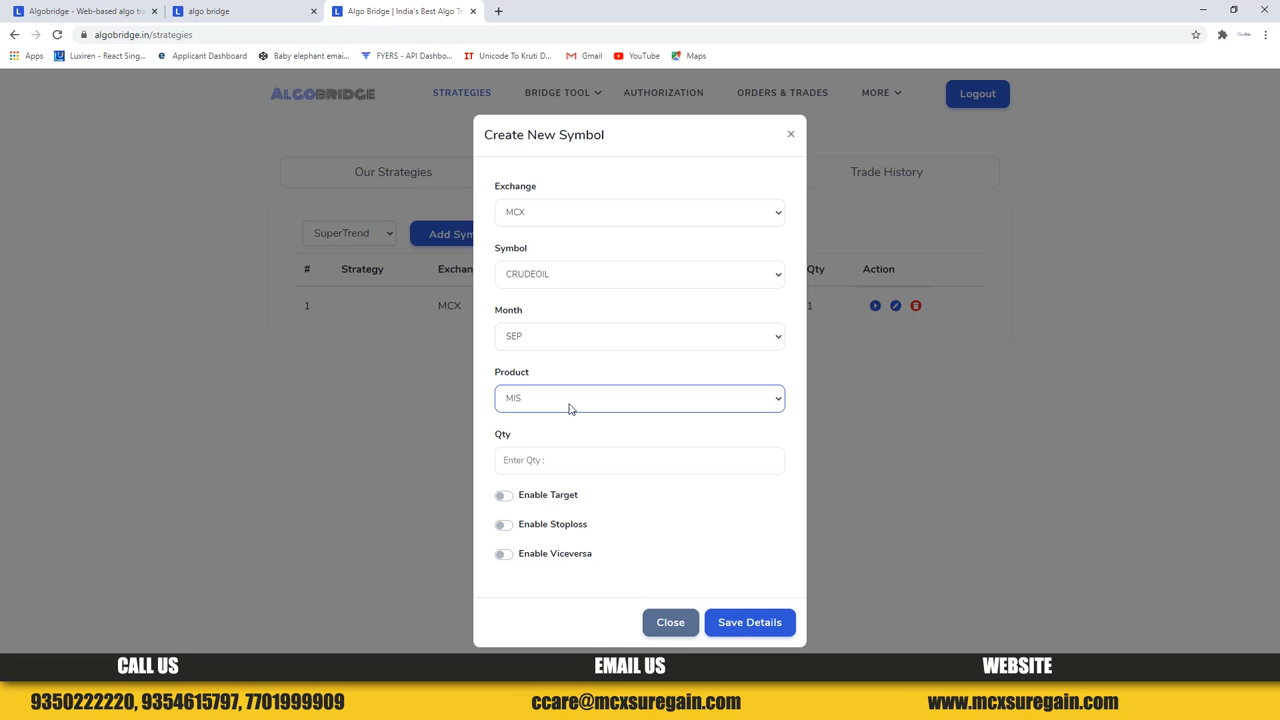 Algobridge - Web-based algo tra
algo bridge
Algo Bridge | India's Best Algo T
algobridge.in/strategies
Apps
Luxiren - React Sing...
Applicant Dashboard
Baby elephant emai...
FYERS - API Dashbo...
Unicode To Kruti D...
Gmail
YouTube
Maps
ALGOBRIDGE
STRATEGIES
BRIDGE TOOL
AUTHORIZATION
ORDERS & TRADES
MORE
Logout
Create New Symbol
Our Strategies
Trade History
SuperTrend
Add Sym
# Strategy Exchan Qty Action
1 MCX 1
Exchange
MCX
Symbol
CRUDEOIL
Month
SEP
Product
MIS
Qty
Enter Qty :
Enable Target
Enable Stoploss
Enable Viceversa
Close
Save Details
CALL US
EMAIL US
WEBSITE
9350222220, 9354615797, 7701999909
ccare@mcxsuregain.com
www.mcxsuregain.com